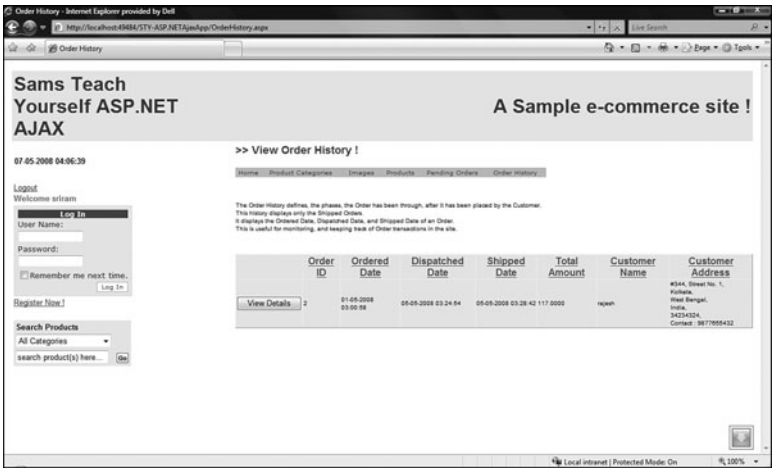 Order History - Internet Explorer provided by Dell
http://localhost:49484/STY-ASP.NETAjaxApp/OrderHistory.aspx
Live Search
Order History
Page
Tools
Sams Teach
Yourself ASP.NET
AJAX
A Sample e-commerce site !
07-05-2008 04:06:39
>> View Order History !
Home Product Categories Images Products Pending Orders Order History
Logout
Welcome sriram
Log In
User Name:
Password:
Remember me next time.
Log In
Register Now !
Search Products
All Categories
search product(s) here...
Go
The Order History defines, the phases, the Order has been through, after it has been placed by the Customer.
This history displays only the Shipped Orders.
It displays the Ordered Date, Dispatched Date, and Shipped Date of an Order.
This is useful for monitoring, and keeping track of Order transactions in the site.
Order ID Ordered Date Dispatched Date Shipped Date Total Amount Customer Name Customer Address
View Details 2 01-05-2008 03:00:58 05-05-2008 03:24:54 05-05-2008 03:28:42 117.0000 rajesh
#344, Street No. 1,
Kolkata,
West Bengal,
India,
34234324,
Contact : 9877655432
Local intranet | Protected Mode: On
100%